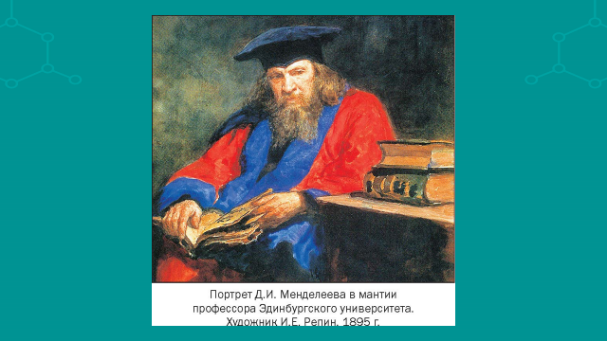 Портрет Д.И. Менделеева в мантии
профессора Эдинбургского университета.
Художник И.Е. Репин. 1895 г.